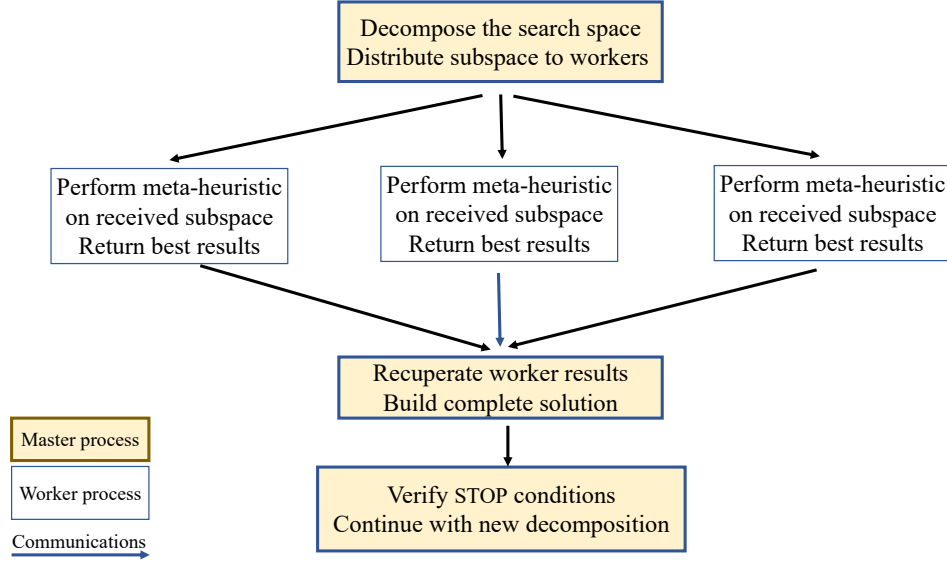 Decompose the search space
Distribute subspace to workers
Perform meta-heuristic
on received subspace
Return best results
Perform meta-heuristic
on received subspace
Return best results
Perform meta-heuristic
on received subspace
Return best results
Recuperate worker results
Build complete solution
Master process
Worker process
Communications
Verify STOP conditions
Continue with new decomposition